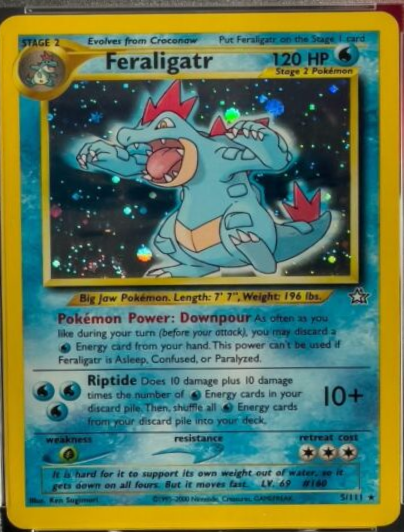 STAGE 2 Evolves from Croconaw Put Feraligatr on the Stage 1 card
Feraligatr 120 HP
Stage 2 Pokémon
Big Jaw Pokémon. Length: 7' 7", Weight: 196 lbs.
Pokémon Power: Downpour As often as you
like during your turn (before your attack), you may discard a
Energy card from your hand. This power can't be used if
Feraligatr is Asleep, Confused, or Paralyzed.
Riptide Does 10 damage plus 10 damage
times the number of Energy cards in your
discard pile. Then, shuffle all Energy cards
from your discard pile into your deck.
10+
weakness resistance retreat cost
It is hard for it to support its own weight out of water, so it
gets down on all fours. But it moves fast. LV. 69 #160
Illus. Ken Sugimori ©1995-2000 Nintendo, Creatures, GAMEFREAK. 5/111